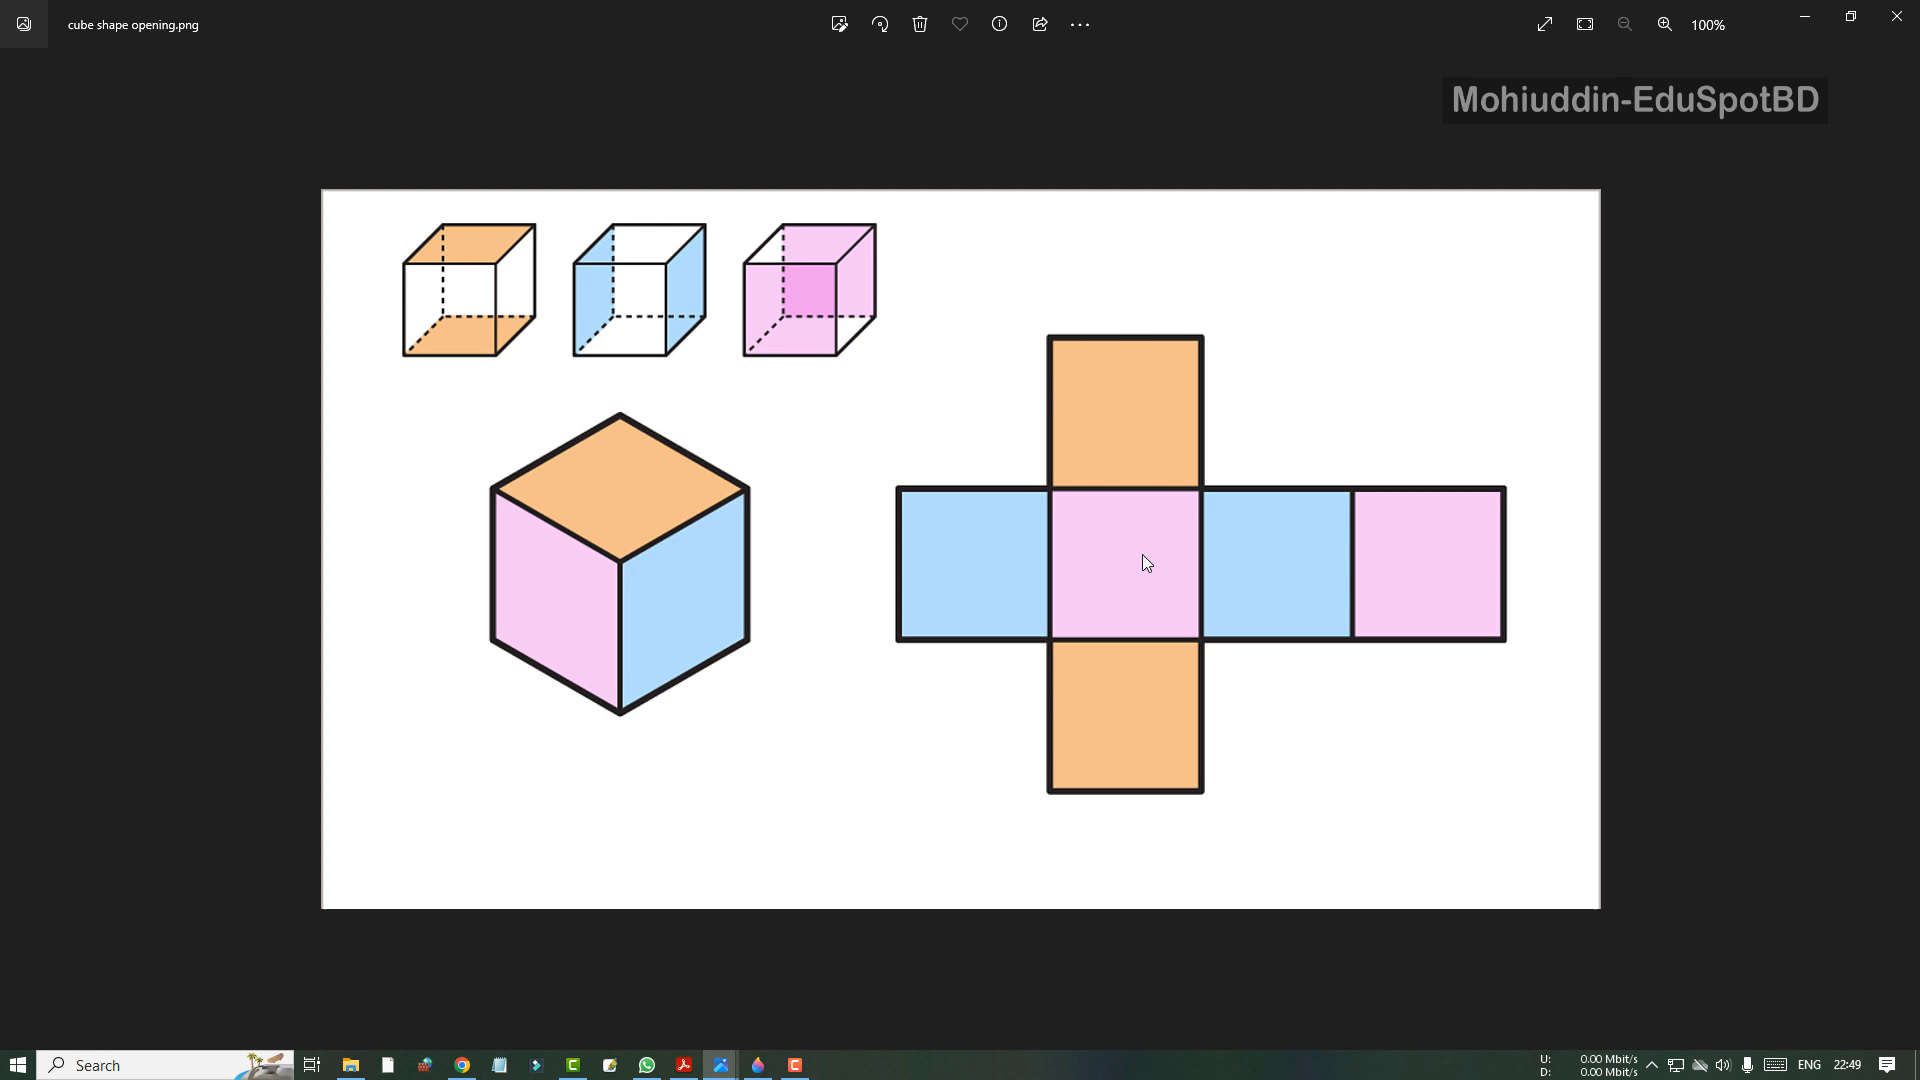 cube shape opening.png
100%
Mohiuddin-EduSpotBD
Search
U: 0.00 Mbit/s
D: 0.00 Mbit/s
ENG
22:49